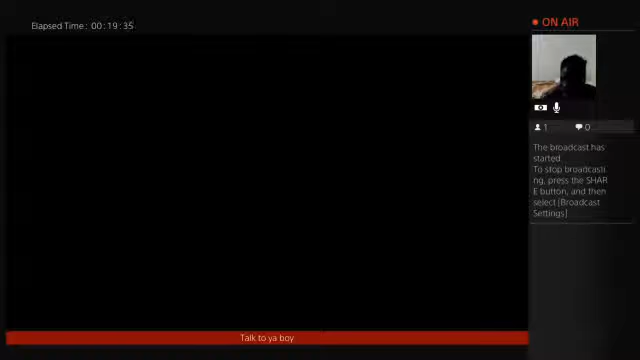 Elapsed Time : 00 : 19 : 35
ON AIR
1
0
The broadcast has
started.
To stop broadcasti
ng, press the SHAR
E button, and then
select [Broadcast
Settings]
Talk to ya boy